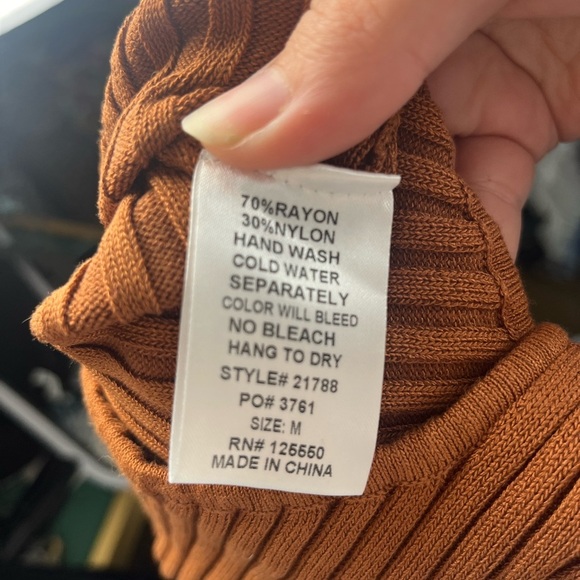 70%RAYON
30%NYLON
HAND WASH
COLD WATER
SEPARATELY
COLOR WILL BLEED
NO BLEACH
HANG TO DRY
STYLE# 21788
PO# 3761
SIZE: M
RN# 125550
MADE IN CHINA